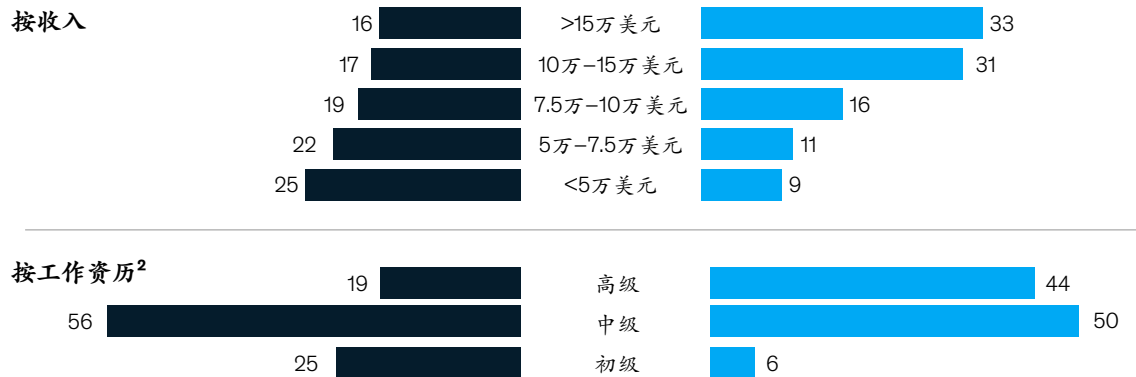 按收入
16 >15万美元 33
17 10万–15万美元 31
19 7.5万–10万美元 16
22 5万–7.5万美元 11
25 <5万美元 9
按工作资历²
19 高级 44
56 中级 50
25 初级 6